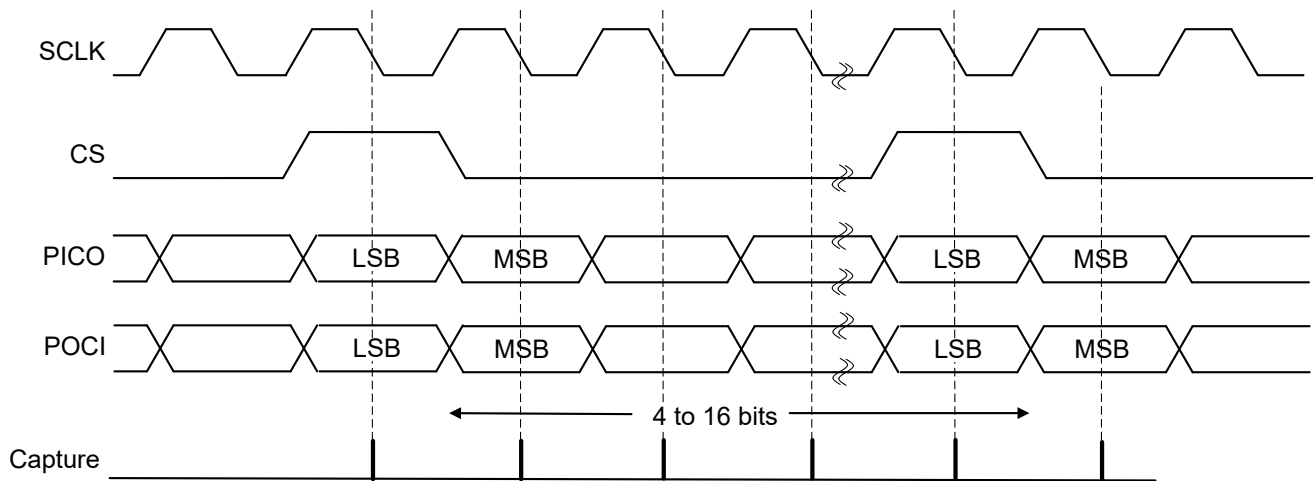 SCLK
CS
PICO LSB MSB LSB MSB
POCI LSB MSB LSB MSB
4 to 16 bits
Capture